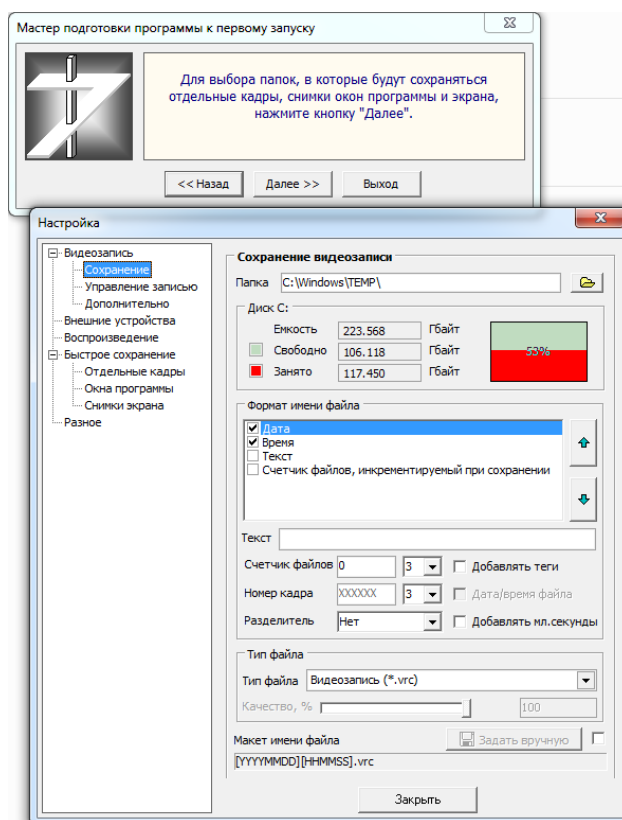 Мастер подготовки программы к первому запуску
Для выбора папок, в которые будут сохраняться
отдельные кадры, снимки окон программы и экрана,
нажмите кнопку "Далее".
<< Назад Далее >> Выход
Настройка
Видеозапись
Сохранение
Управление записью
Дополнительно
Внешние устройства
Воспроизведение
Быстрое сохранение
Отдельные кадры
Окна программы
Снимки экрана
Разное
Сохранение видеозаписи
Папка C:\Windows\TEMP\
Диск C:
Емкость 223.568 Гбайт
Свободно 106.118 Гбайт
Занято 117.450 Гбайт
53%
Формат имени файла
Дата
Время
Текст
Счетчик файлов, инкрементируемый при сохранении
Текст
Счетчик файлов 0 3 Добавлять теги
Номер кадра XXXXXX 3 Дата/время файла
Разделитель Нет Добавлять мл.секунды
Тип файла
Тип файла Видеозапись (*.vrc)
Качество, % 100
Макет имени файла Задать вручную
[YYYYMMDD][HHMMSS].vrc
Закрыть